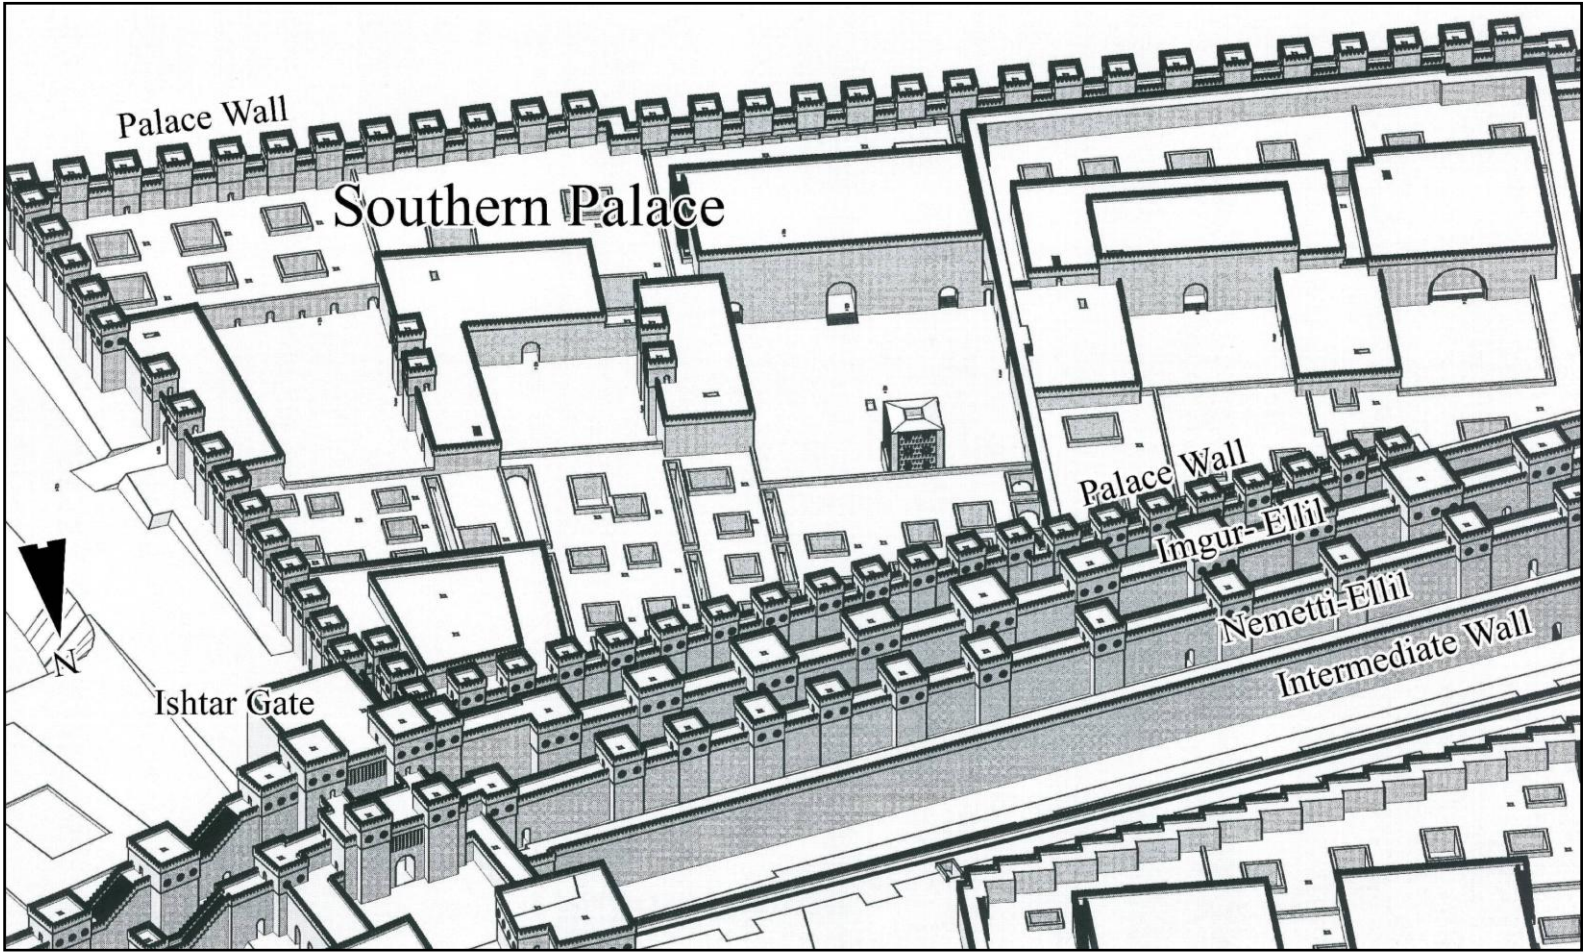 Palace Wall
Southern Palace
Palace Wall
Imgur- Ellil
Nemetti-Ellil
Intermediate Wall
N
Ishtar Gate